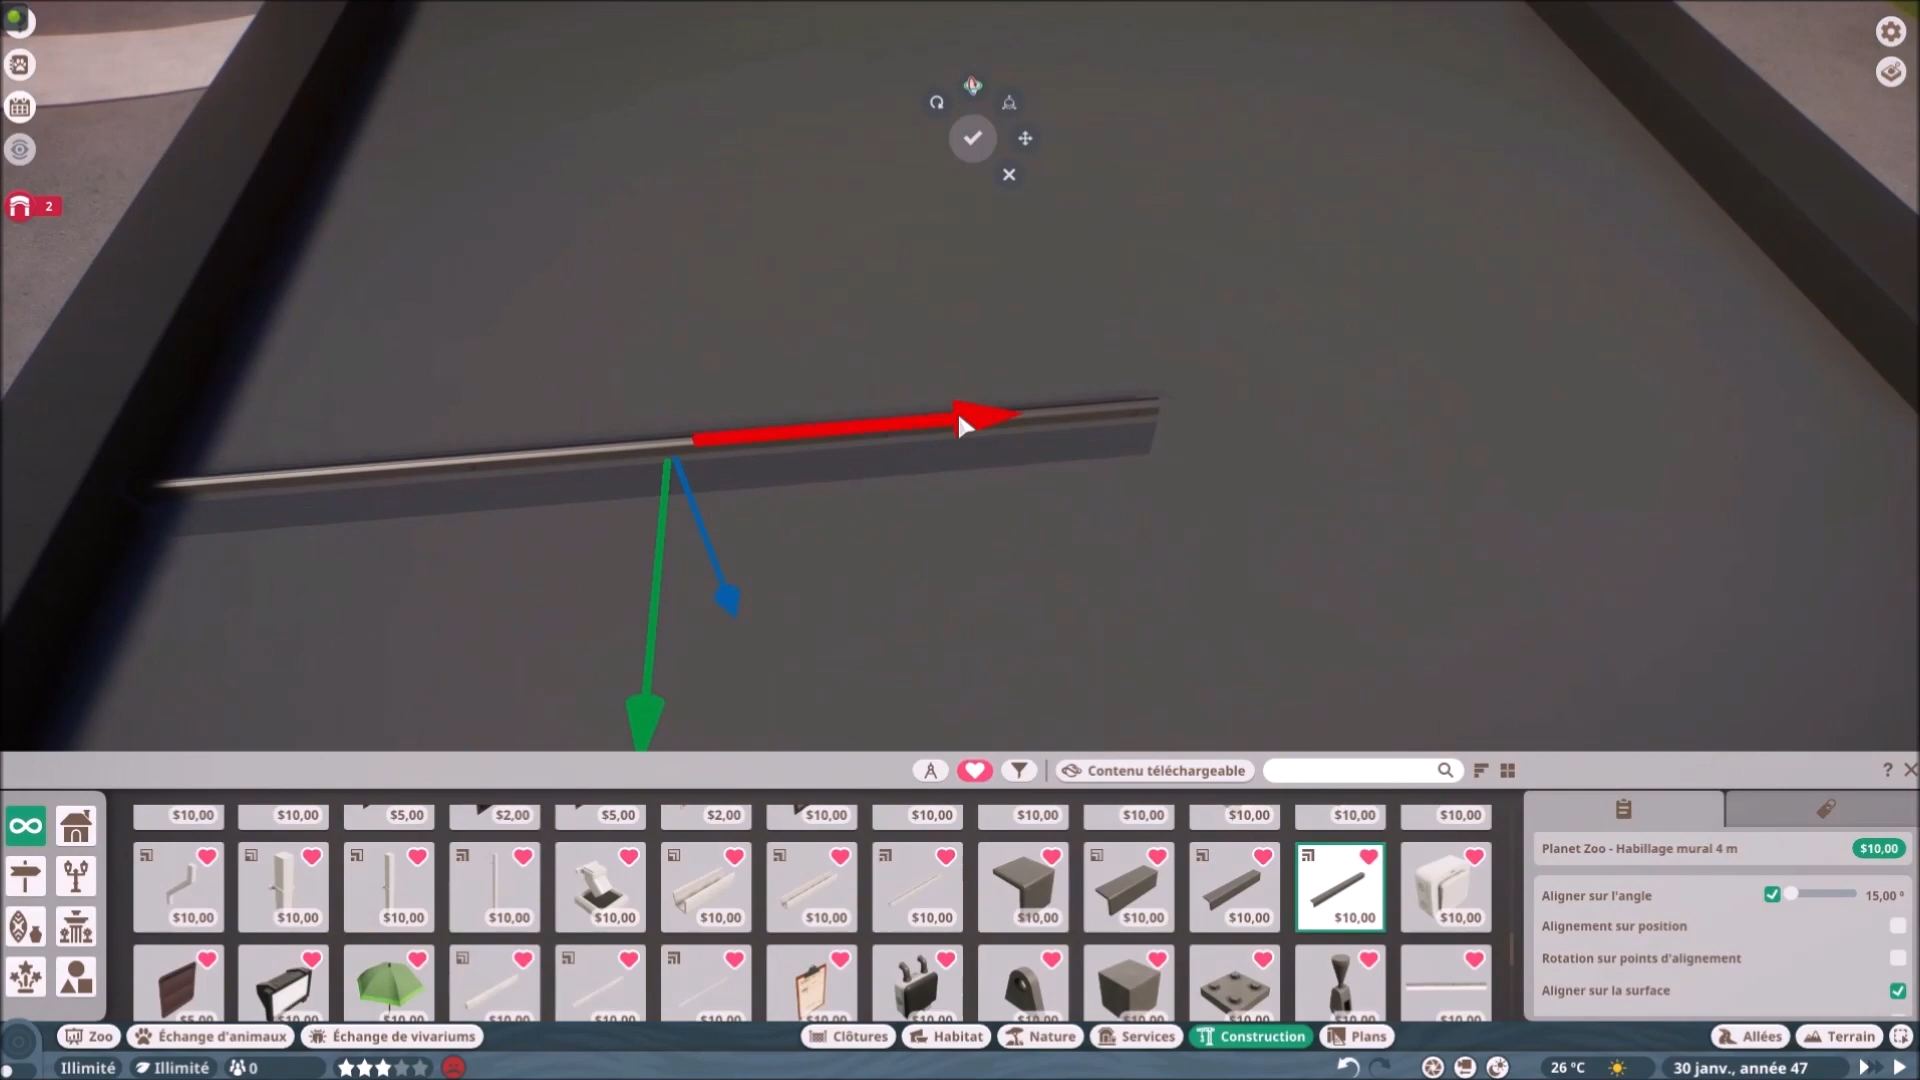 2
Contenu téléchargeable
?
$10,00 $10,00 $5,00 $2,00 $5,00 $2,00 $10,00 $10,00 $10,00 $10,00 $10,00 $10,00 $10,00
Planet Zoo - Habillage mural 4 m $10,00
Aligner sur l'angle 15,00 °
$10,00 $10,00 $10,00 $10,00 $10,00 $10,00 $10,00 $10,00 $10,00 $10,00 $10,00 $10,00 $10,00
Alignement sur position
Rotation sur points d'alignement
Aligner sur la surface
Zoo Échange d'animaux Échange de vivariums Clôtures Habitat Nature Services Construction Plans Allées Terrain
Illimité Illimité 0 26 °C 30 janv., année 47